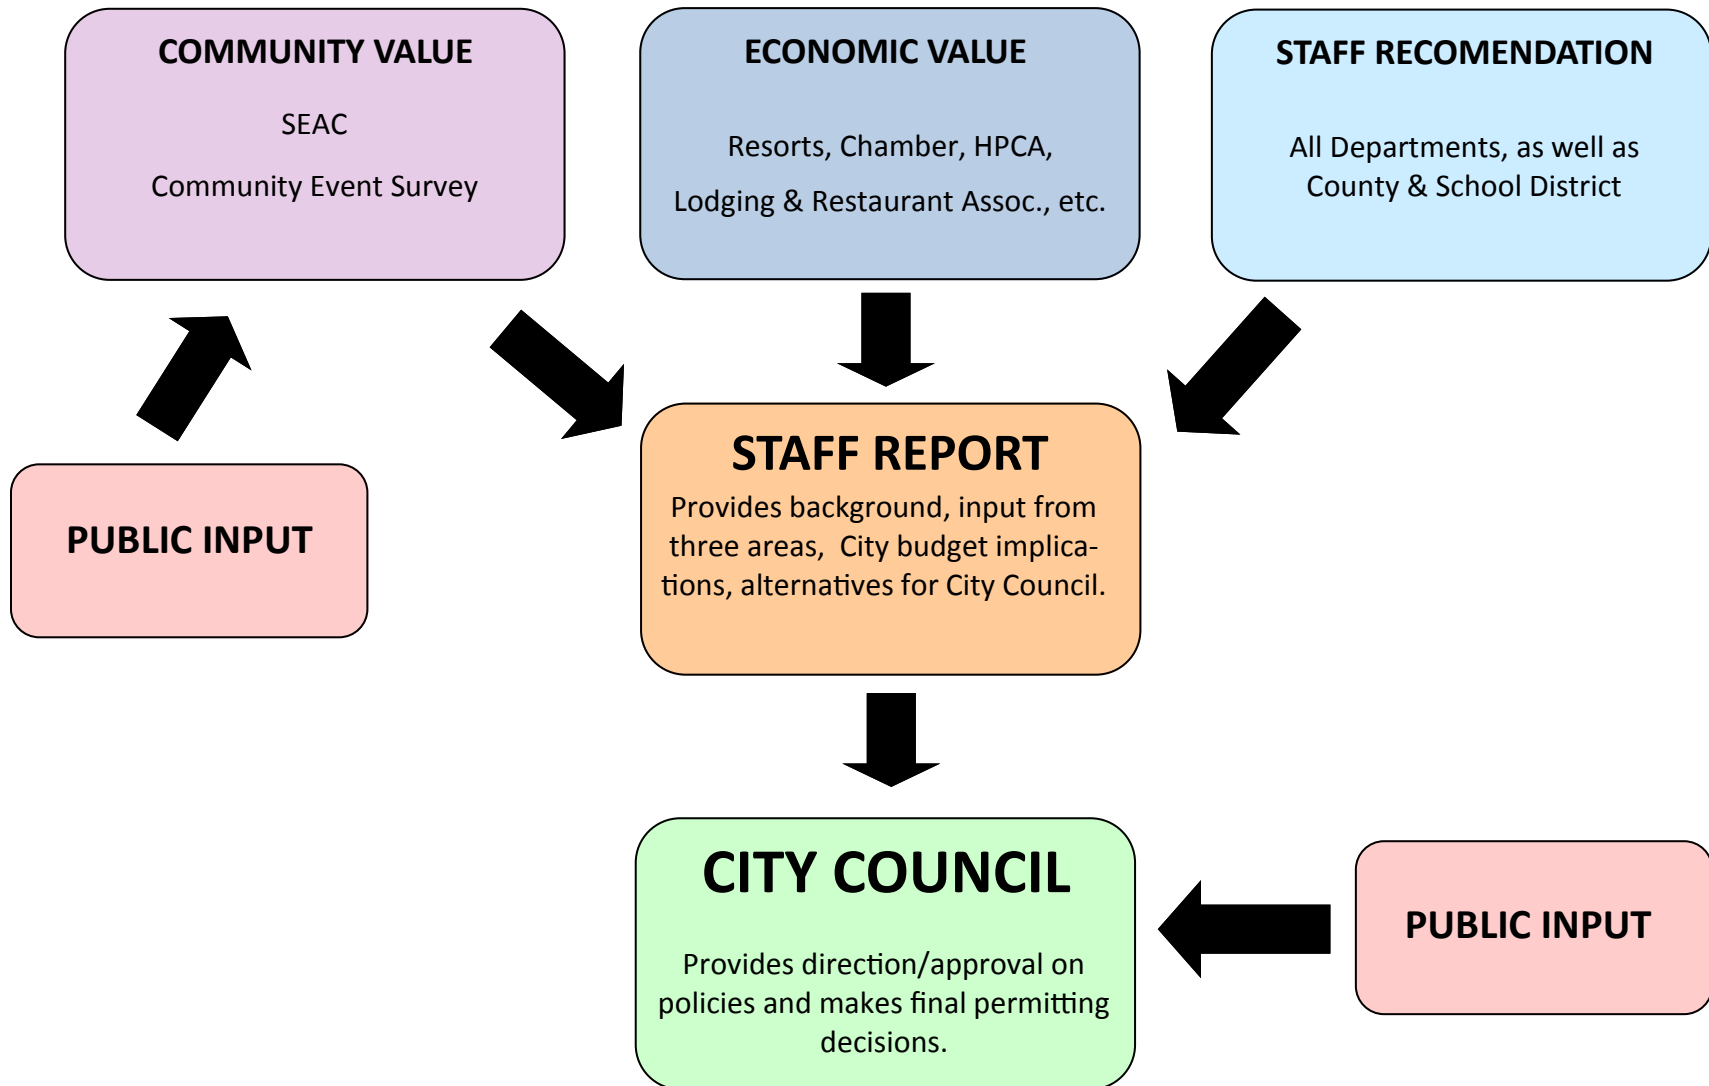 COMMUNITY VALUE
SEAC
Community Event Survey
ECONOMIC VALUE
Resorts, Chamber, HPCA,
Lodging & Restaurant Assoc., etc.
STAFF RECOMENDATION
All Departments, as well as
County & School District
PUBLIC INPUT
STAFF REPORT
Provides background, input from
three areas,  City budget implica-
tions, alternatives for City Council.
CITY COUNCIL
Provides direction/approval on
policies and makes final permitting
decisions.
PUBLIC INPUT